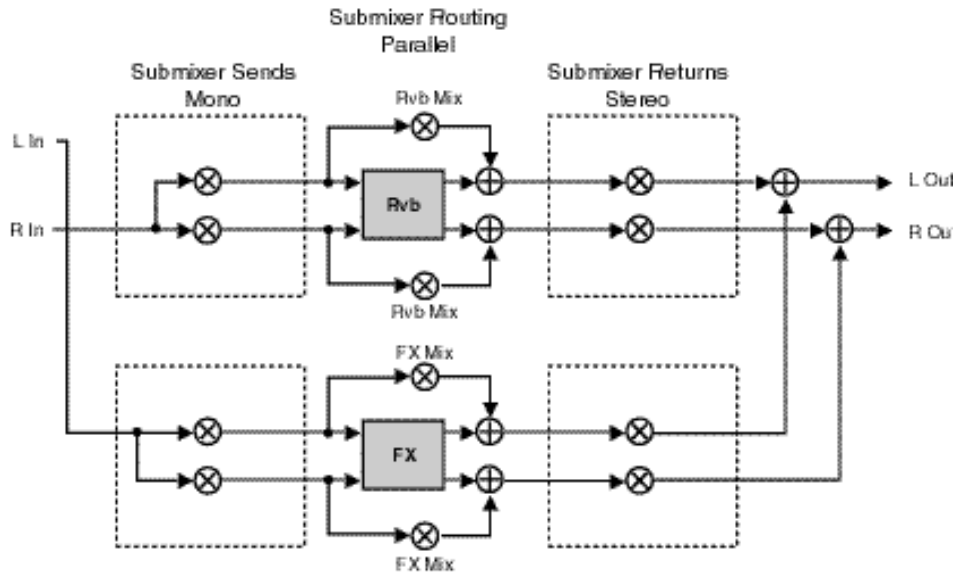 Submixer Routing
Parallel
Submixer Sends
Mono
Submixer Returns
Stereo
Rvb Mix
L In
Rvb
L Out
R In
R Out
Rvb Mix
FX Mix
FX
FX Mix